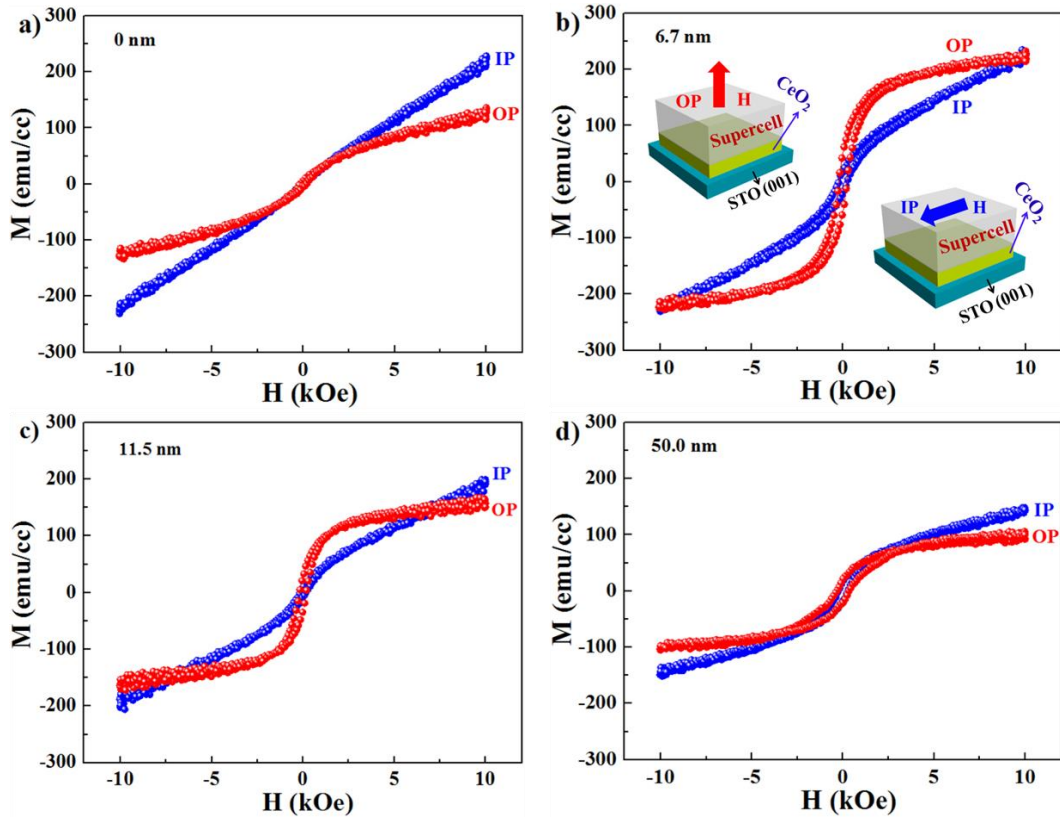 a)
0 nm
IP
OP
M (emu/cc)
300
200
100
0
-100
-200
-300
-10
-5
0
5
10
H (kOe)
b)
6.7 nm
OP
H
CeO2
Supercell
STO (001)
OP
IP
IP
H
CeO2
Supercell
STO (001)
M (emu/cc)
300
200
100
0
-100
-200
-300
-10
-5
0
5
10
H (kOe)
c)
11.5 nm
IP
OP
M (emu/cc)
300
200
100
0
-100
-200
-300
-10
-5
0
5
10
H (kOe)
d)
50.0 nm
IP
OP
M (emu/cc)
300
200
100
0
-100
-200
-300
-10
-5
0
5
10
H (kOe)